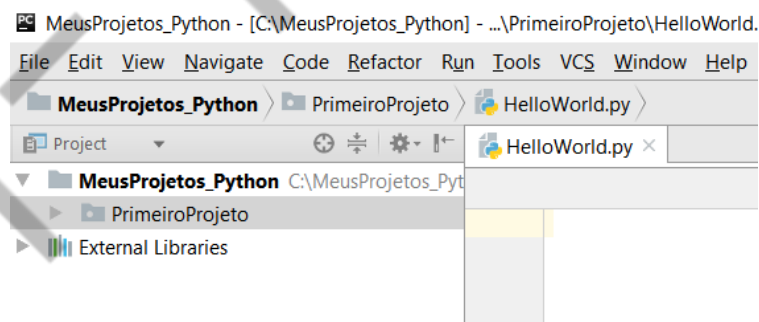 PC MeusProjetos_Python - [C:\MeusProjetos_Python] - ...\PrimeiroProjeto\HelloWorld.
File Edit View Navigate Code Refactor Run Tools VCS Window Help
MeusProjetos_Python PrimeiroProjeto HelloWorld.py
Project HelloWorld.py
MeusProjetos_Python C:\MeusProjetos_Pyt
PrimeiroProjeto
External Libraries